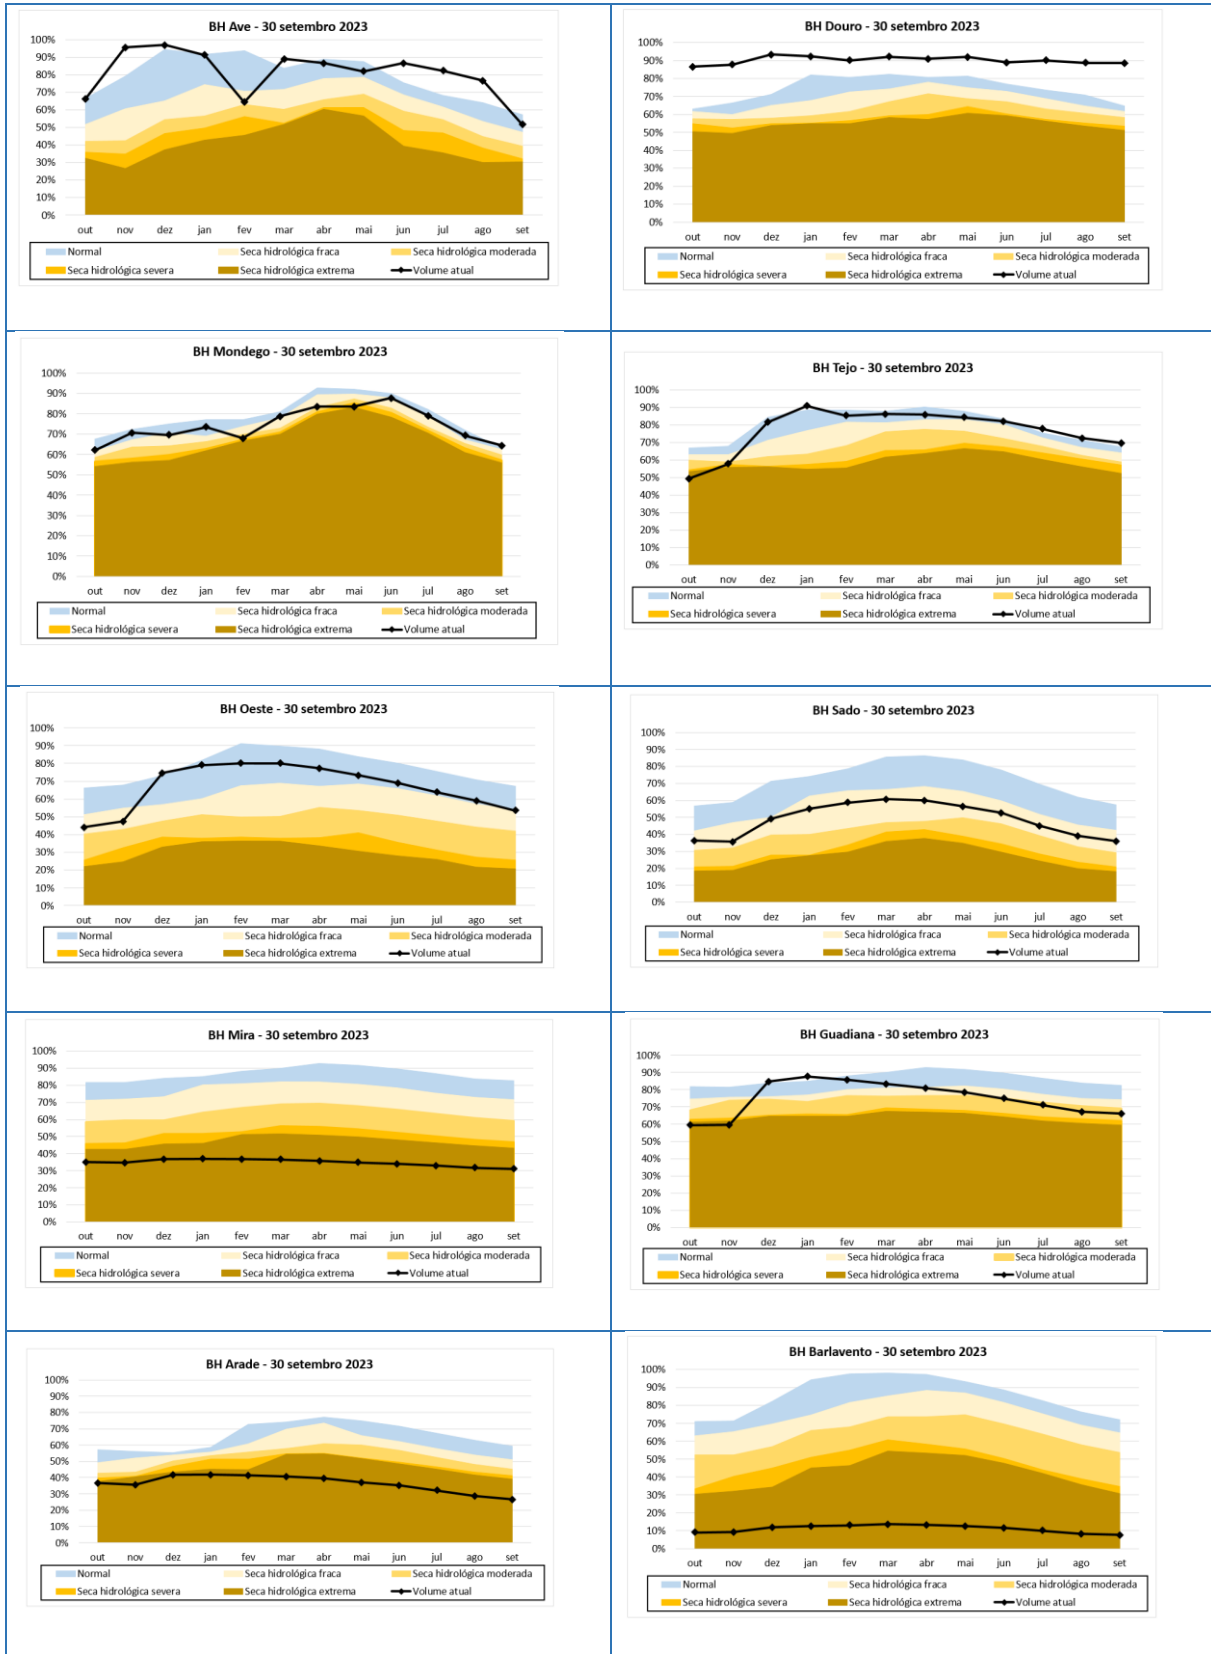 BH Ave - 30 setembro 2023
100%
90%
80%
70%
60%
50%
40%
30%
20%
10%
0%
out nov dez jan fev mar abr mai jun jul ago set
Normal Seca hidrológica fraca Seca hidrológica moderada
Seca hidrológica severa Seca hidrológica extrema Volume atual
BH Douro - 30 setembro 2023
100%
90%
80%
70%
60%
50%
40%
30%
20%
10%
0%
out nov dez jan fev mar abr mai jun jul ago set
Normal Seca hidrológica fraca Seca hidrológica moderada
Seca hidrológica severa Seca hidrológica extrema Volume atual
BH Mondego - 30 setembro 2023
100%
90%
80%
70%
60%
50%
40%
30%
20%
10%
0%
out nov dez jan fev mar abr mai jun jul ago set
Normal Seca hidrológica fraca Seca hidrológica moderada
Seca hidrológica severa Seca hidrológica extrema Volume atual
BH Tejo - 30 setembro 2023
100%
90%
80%
70%
60%
50%
40%
30%
20%
10%
0%
out nov dez jan fev mar abr mai jun jul ago set
Normal Seca hidrológica fraca Seca hidrológica moderada
Seca hidrológica severa Seca hidrológica extrema Volume atual
BH Oeste - 30 setembro 2023
100%
90%
80%
70%
60%
50%
40%
30%
20%
10%
0%
out nov dez jan fev mar abr mai jun jul ago set
Normal Seca hidrológica fraca Seca hidrológica moderada
Seca hidrológica severa Seca hidrológica extrema Volume atual
BH Sado - 30 setembro 2023
100%
90%
80%
70%
60%
50%
40%
30%
20%
10%
0%
out nov dez jan fev mar abr mai jun jul ago set
Normal Seca hidrológica fraca Seca hidrológica moderada
Seca hidrológica severa Seca hidrológica extrema Volume atual
BH Mira - 30 setembro 2023
100%
90%
80%
70%
60%
50%
40%
30%
20%
10%
0%
out nov dez jan fev mar abr mai jun jul ago set
Normal Seca hidrológica fraca Seca hidrológica moderada
Seca hidrológica severa Seca hidrológica extrema Volume atual
BH Guadiana - 30 setembro 2023
100%
90%
80%
70%
60%
50%
40%
30%
20%
10%
0%
out nov dez jan fev mar abr mai jun jul ago set
Normal Seca hidrológica fraca Seca hidrológica moderada
Seca hidrológica severa Seca hidrológica extrema Volume atual
BH Arade - 30 setembro 2023
100%
90%
80%
70%
60%
50%
40%
30%
20%
10%
0%
out nov dez jan fev mar abr mai jun jul ago set
Normal Seca hidrológica fraca Seca hidrológica moderada
Seca hidrológica severa Seca hidrológica extrema Volume atual
BH Barlavento - 30 setembro 2023
100%
90%
80%
70%
60%
50%
40%
30%
20%
10%
0%
out nov dez jan fev mar abr mai jun jul ago set
Normal Seca hidrológica fraca Seca hidrológica moderada
Seca hidrológica severa Seca hidrológica extrema Volume atual